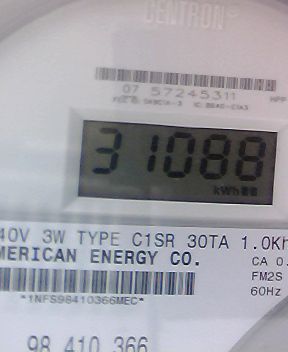 CENTRON®
07 57245311
31088
kWh
40V 3W TYPE C1SR 30TA 1.0Kh
MERICAN ENERGY CO.
CA 0.
FM2S
60Hz
*1NFS98410366MEC*
98 410 366